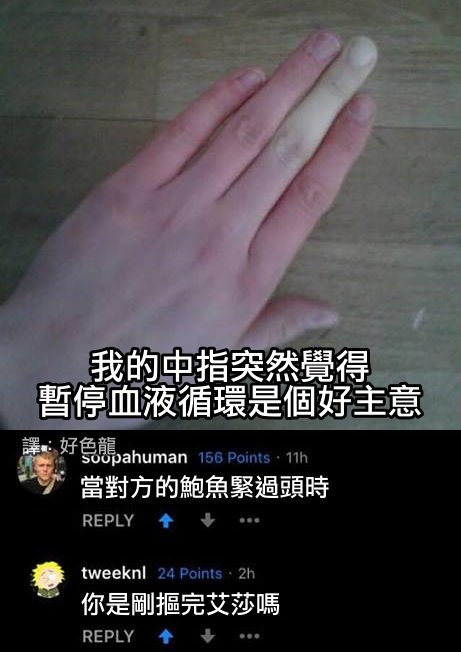 我的中指突然覺得
暫停血液循環是個好主意
譯：好色龍
soopahuman 156 Points · 11h
當對方的鮑魚緊過頭時
REPLY
tweeknl 24 Points · 2h
你是剛摳完艾莎嗎
REPLY